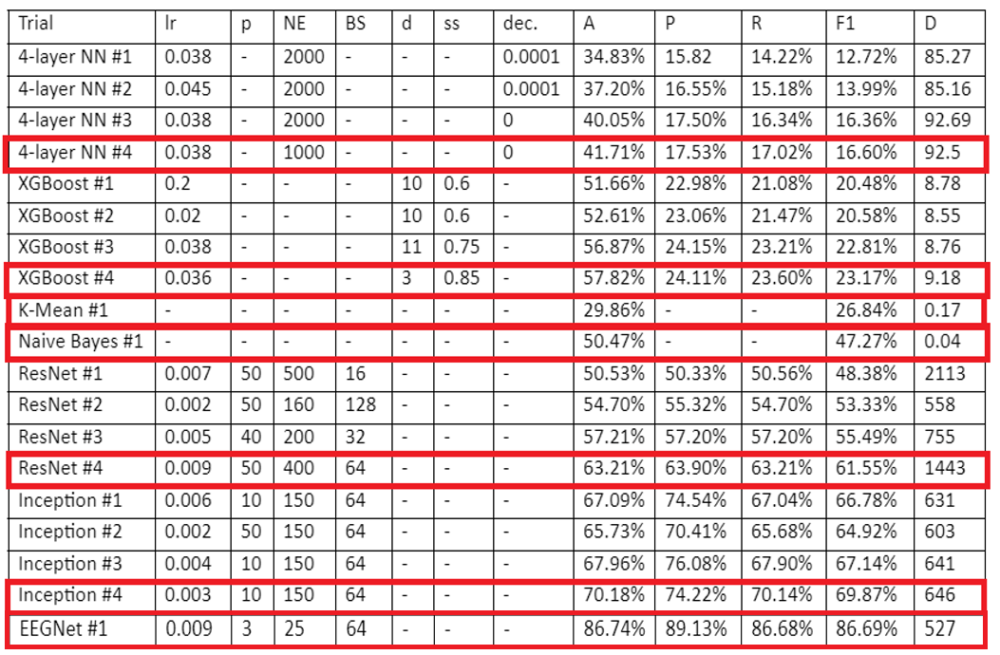 Trial lr p NE BS d ss dec. A P R F1 D
4-layer NN #1 0.038 - 2000 - - - 0.0001 34.83% 15.82 14.22% 12.72% 85.27
4-layer NN #2 0.045 - 2000 - - - 0.0001 37.20% 16.55% 15.18% 13.99% 85.16
4-layer NN #3 0.038 - 2000 - - - 0 40.05% 17.50% 16.34% 16.36% 92.69
4-layer NN #4 0.038 - 1000 - - - 0 41.71% 17.53% 17.02% 16.60% 92.5
XGBoost #1 0.2 - - - 10 0.6 - 51.66% 22.98% 21.08% 20.48% 8.78
XGBoost #2 0.02 - - - 10 0.6 - 52.61% 23.06% 21.47% 20.58% 8.55
XGBoost #3 0.038 - - - 11 0.75 - 56.87% 24.15% 23.21% 22.81% 8.76
XGBoost #4 0.036 - - - 3 0.85 - 57.82% 24.11% 23.60% 23.17% 9.18
K-Mean #1 - - - - - - - 29.86% - - 26.84% 0.17
Naive Bayes #1 - - - - - - - 50.47% - - 47.27% 0.04
ResNet #1 0.007 50 500 16 - - - 50.53% 50.33% 50.56% 48.38% 2113
ResNet #2 0.002 50 160 128 - - - 54.70% 55.32% 54.70% 53.33% 558
ResNet #3 0.005 40 200 32 - - - 57.21% 57.20% 57.20% 55.49% 755
ResNet #4 0.009 50 400 64 - - - 63.21% 63.90% 63.21% 61.55% 1443
Inception #1 0.006 10 150 64 - - - 67.09% 74.54% 67.04% 66.78% 631
Inception #2 0.002 50 150 64 - - - 65.73% 70.41% 65.68% 64.92% 603
Inception #3 0.004 10 150 64 - - - 67.96% 76.08% 67.90% 67.14% 641
Inception #4 0.003 10 150 64 - - - 70.18% 74.22% 70.14% 69.87% 646
EEGNet #1 0.009 3 25 64 - - - 86.74% 89.13% 86.68% 86.69% 527